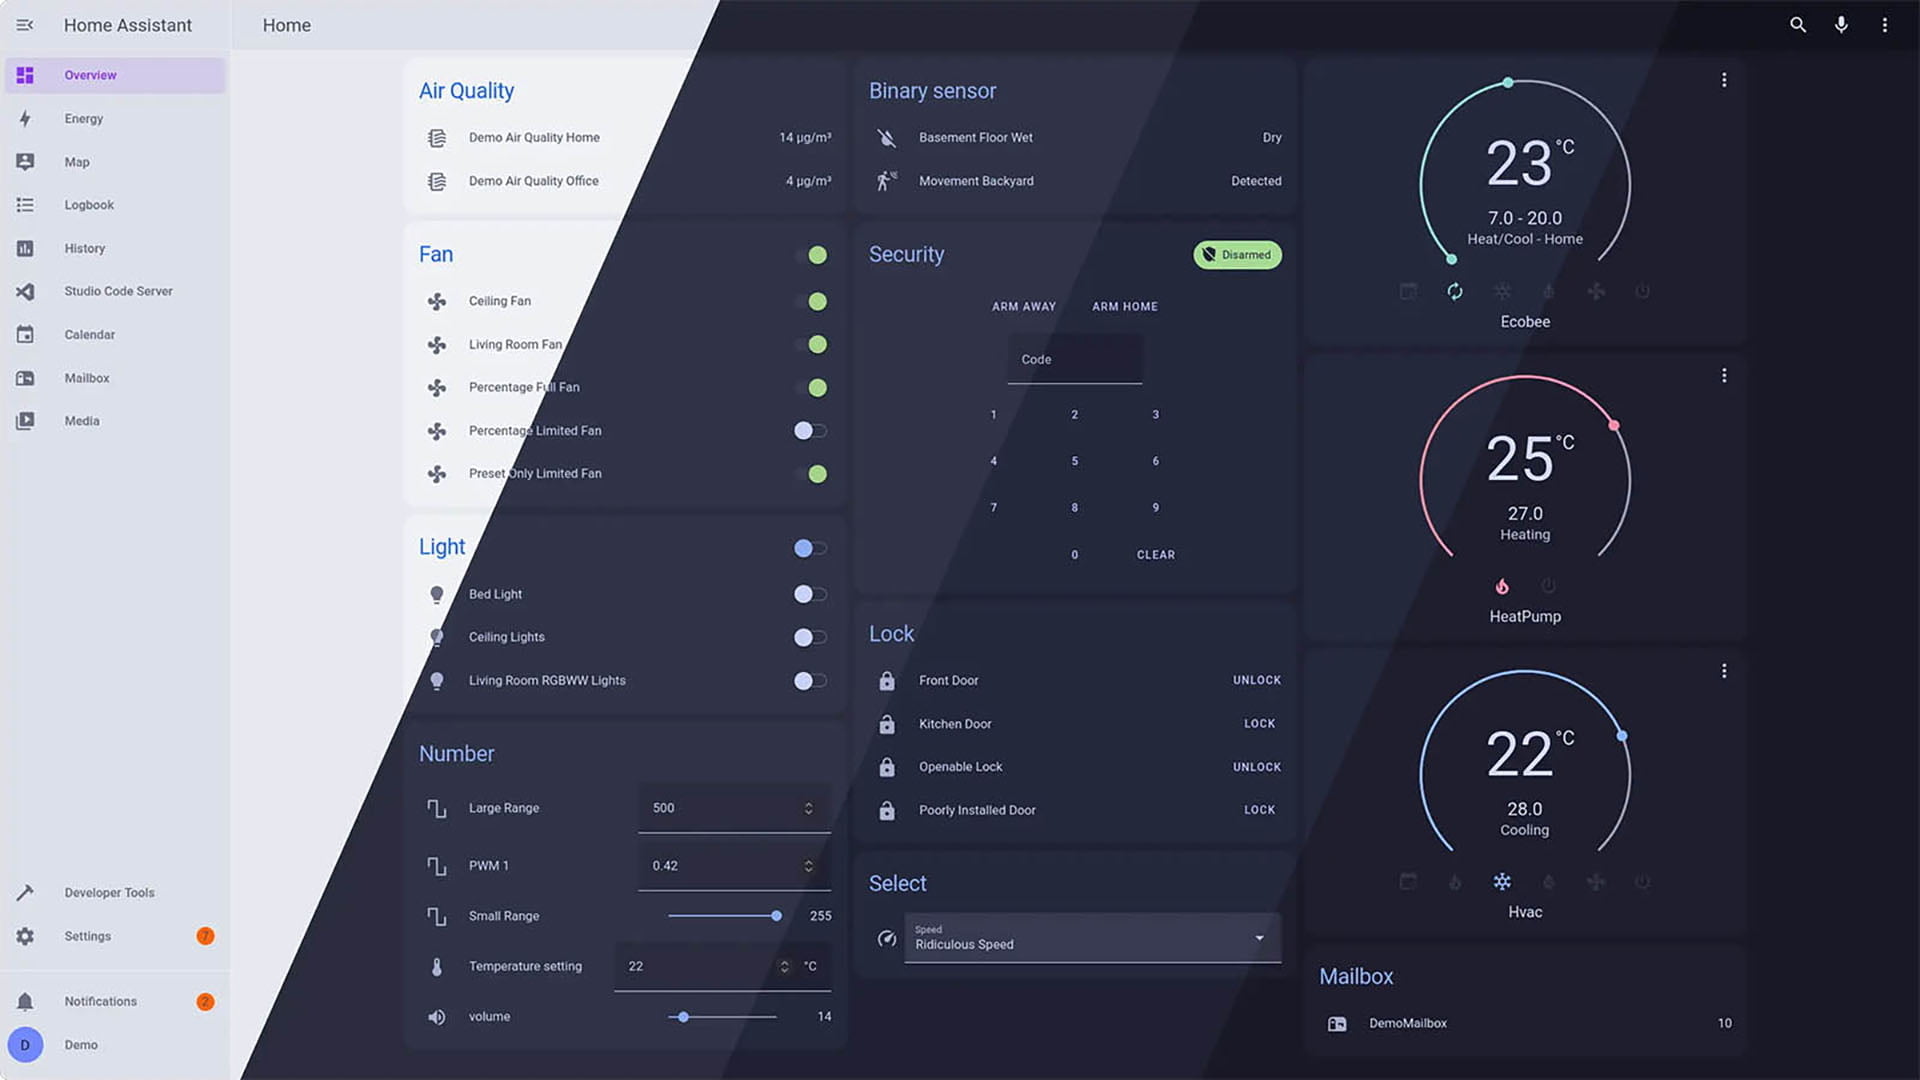 Home Assistant
Overview
Energy
Map
Logbook
History
Studio Code Server
Calendar
Mailbox
Media
Developer Tools
Settings 7
Notifications 2
D Demo
Home
Air Quality
Demo Air Quality Home 14 µg/m³
Demo Air Quality Office 4 µg/m³
Fan
Ceiling Fan
Living Room Fan
Percentage Full Fan
Percentage Limited Fan
Preset Only Limited Fan
Light
Bed Light
Ceiling Lights
Living Room RGBWW Lights
Number
Large Range 500
PWM 1 0.42
Small Range 255
Temperature setting 22 °C
volume 14
Binary sensor
Basement Floor Wet Dry
Movement Backyard Detected
Security Disarmed
ARM AWAY ARM HOME
Code
1 2 3
4 5 6
7 8 9
0 CLEAR
Lock
Front Door UNLOCK
Kitchen Door LOCK
Openable Lock UNLOCK
Poorly Installed Door LOCK
Select
Speed
Ridiculous Speed
23 °C
7.0 - 20.0
Heat/Cool - Home
Ecobee
25 °C
27.0
Heating
HeatPump
22 °C
28.0
Cooling
Hvac
Mailbox
DemoMailbox 10